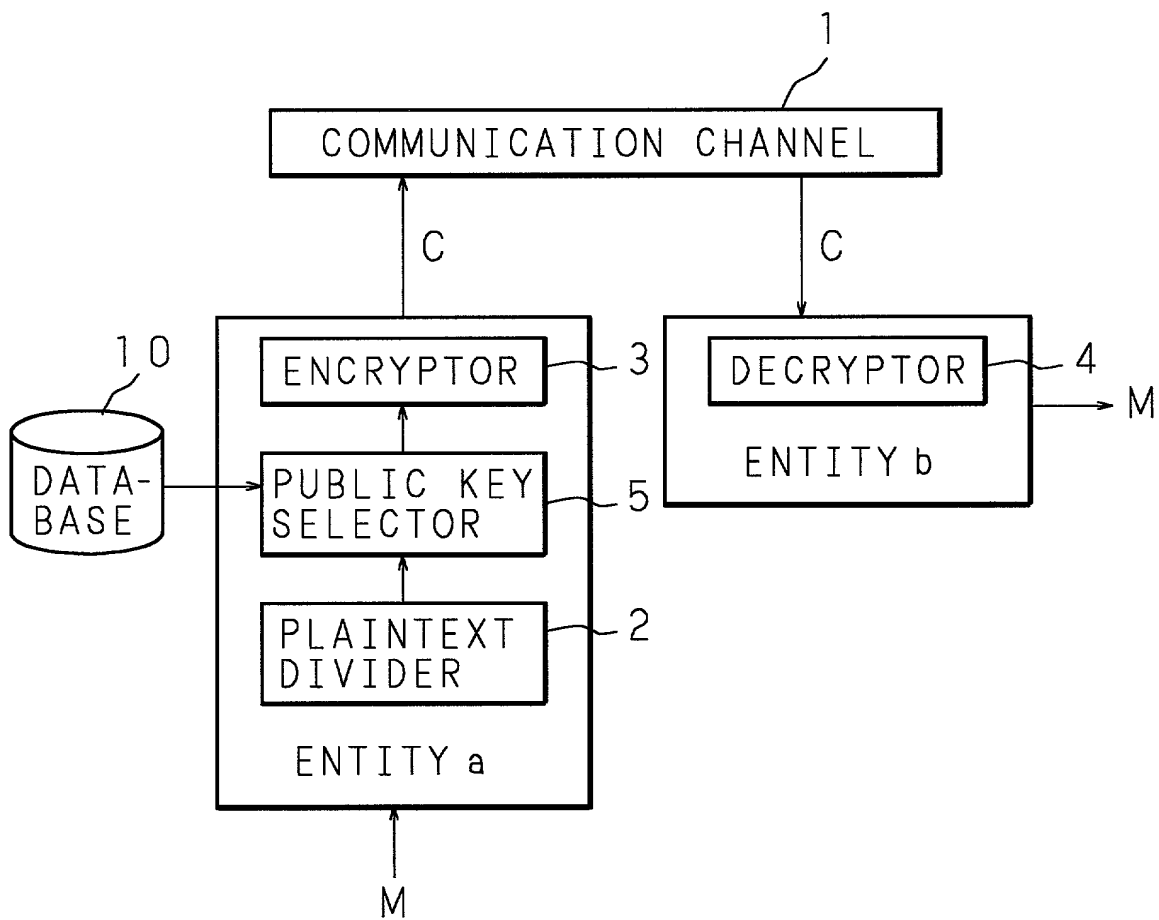 1
COMMUNICATION CHANNEL
C
C
10
ENCRYPTOR
3
DECRYPTOR
4
M
DATA-
BASE
PUBLIC KEY
SELECTOR
5
ENTITY b
PLAINTEXT
DIVIDER
2
ENTITY a
M